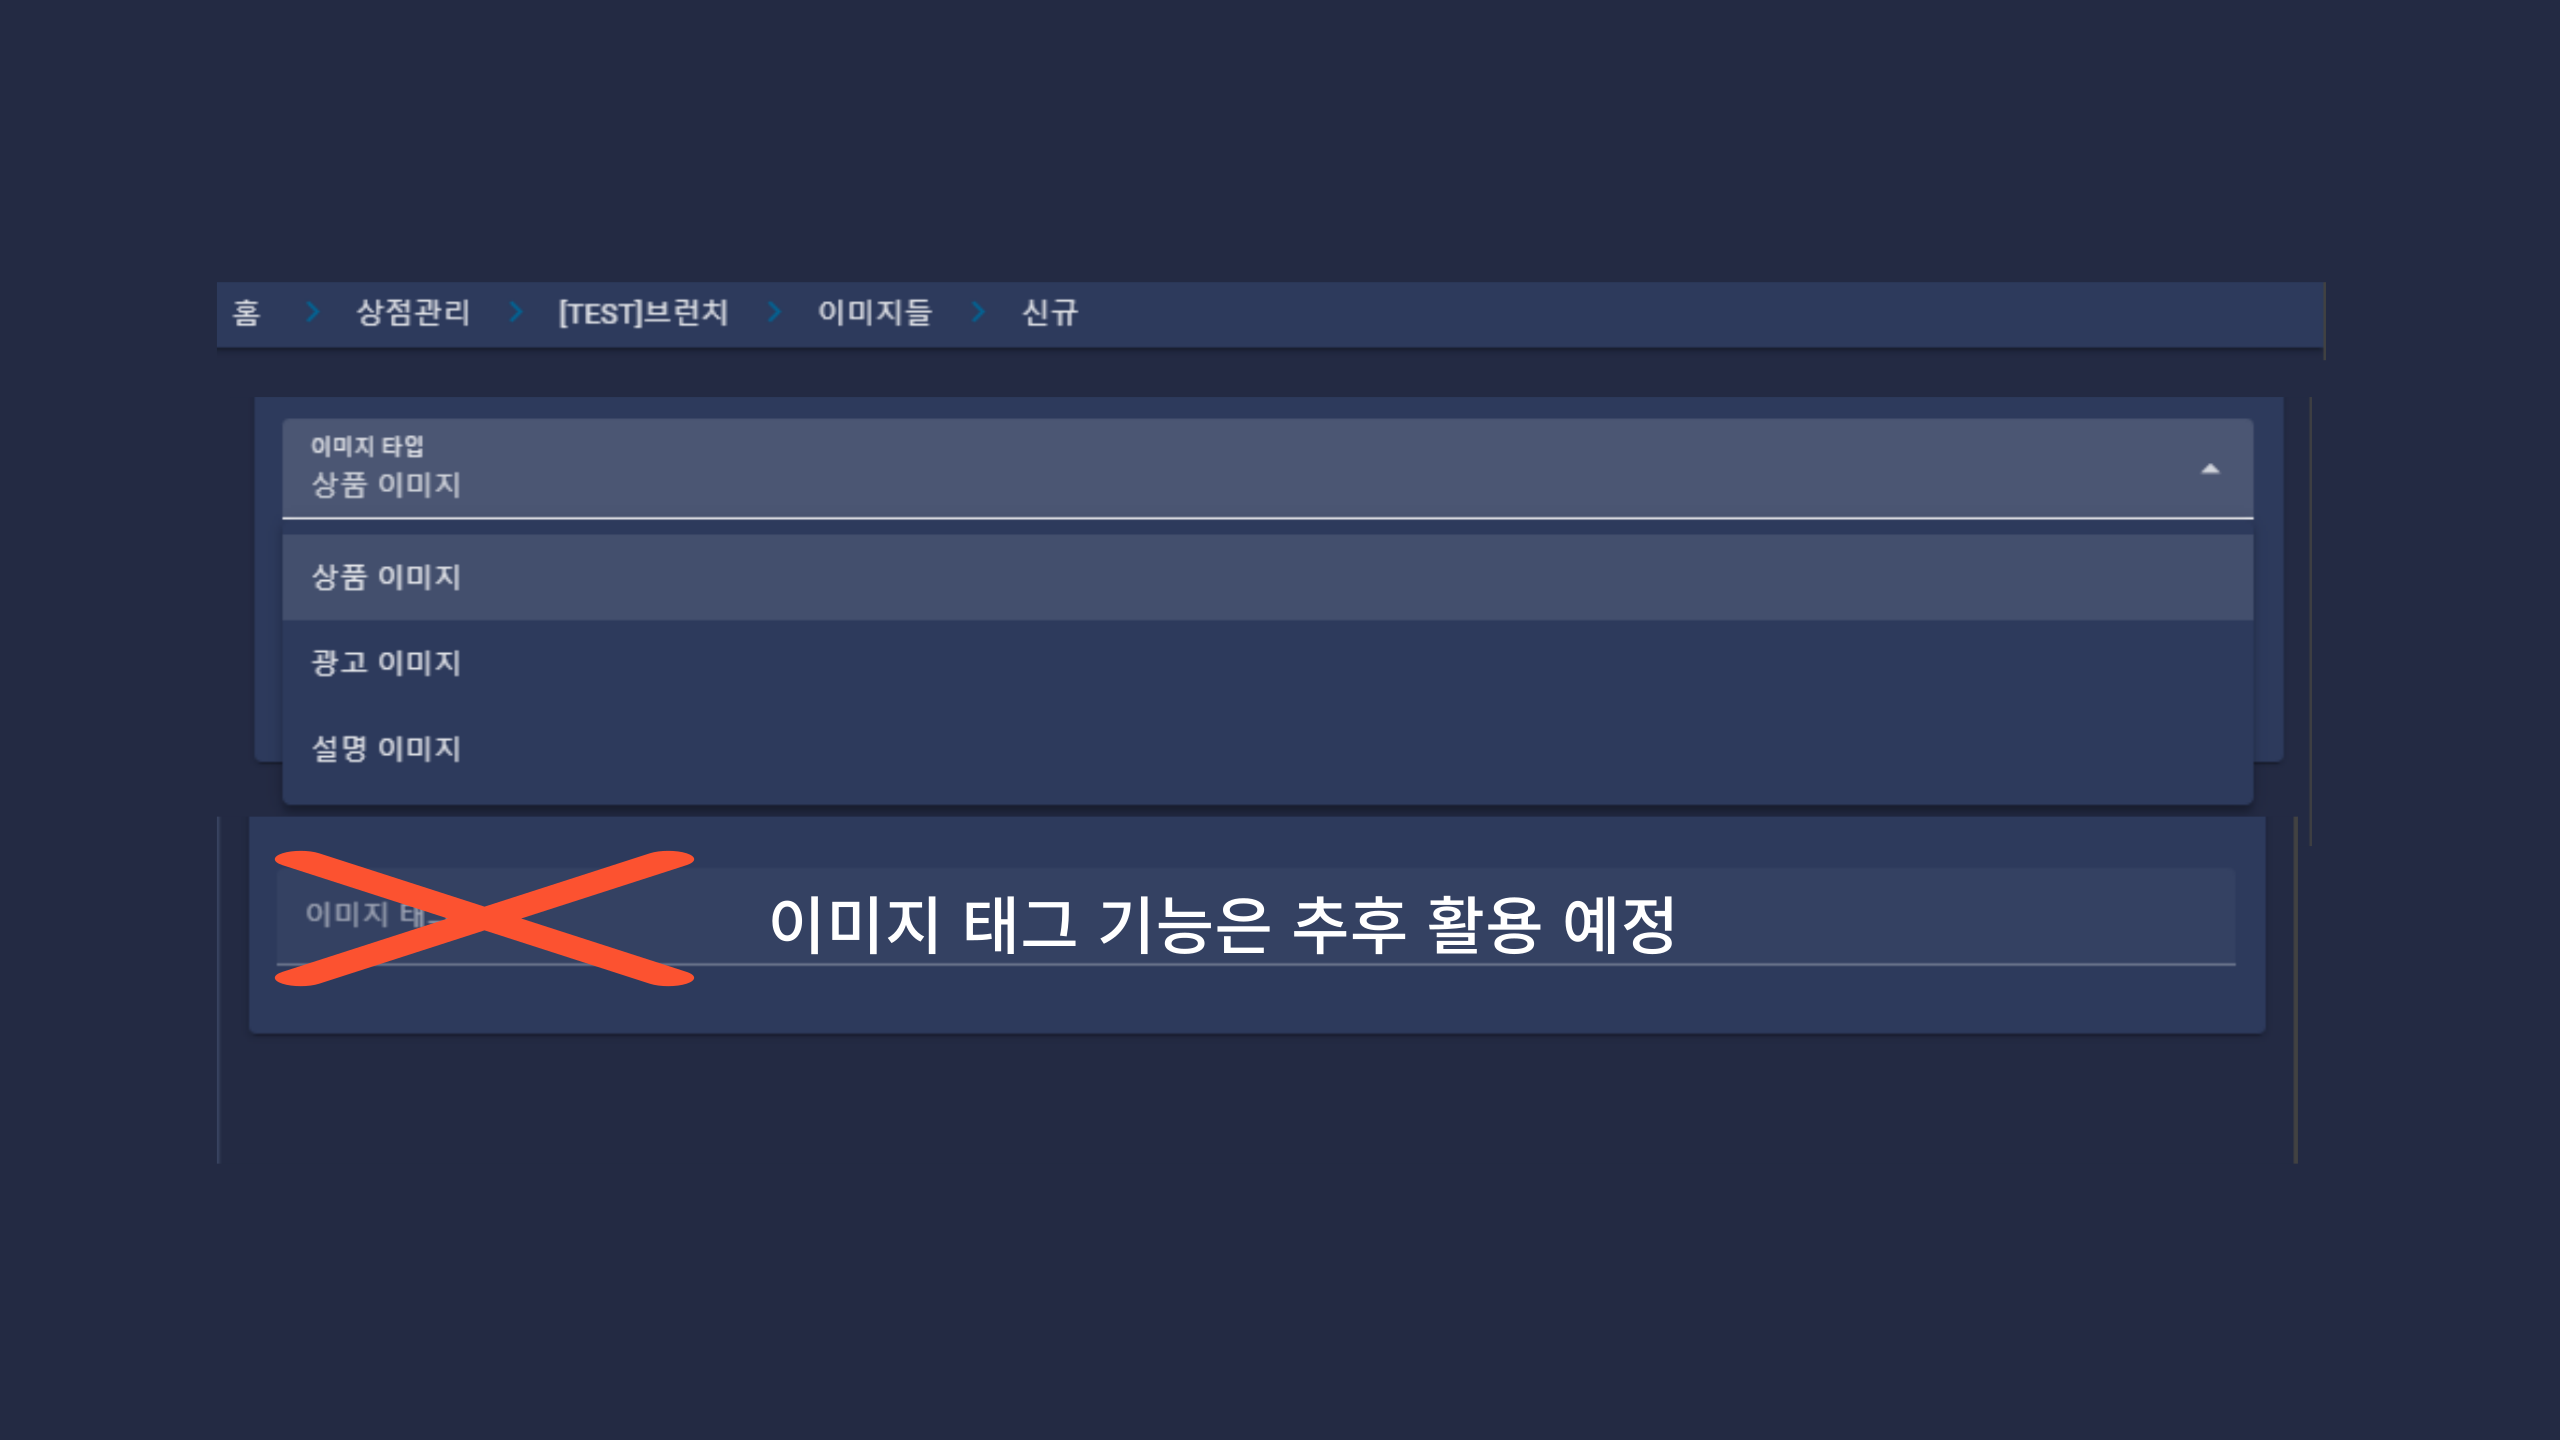 홈 > 상점관리 > [TEST]브런치 > 이미지들 > 신규
이미지 타입
상품 이미지
상품 이미지
광고 이미지
설명 이미지
이미지
이미지 태그 기능은 추후 활용 예정